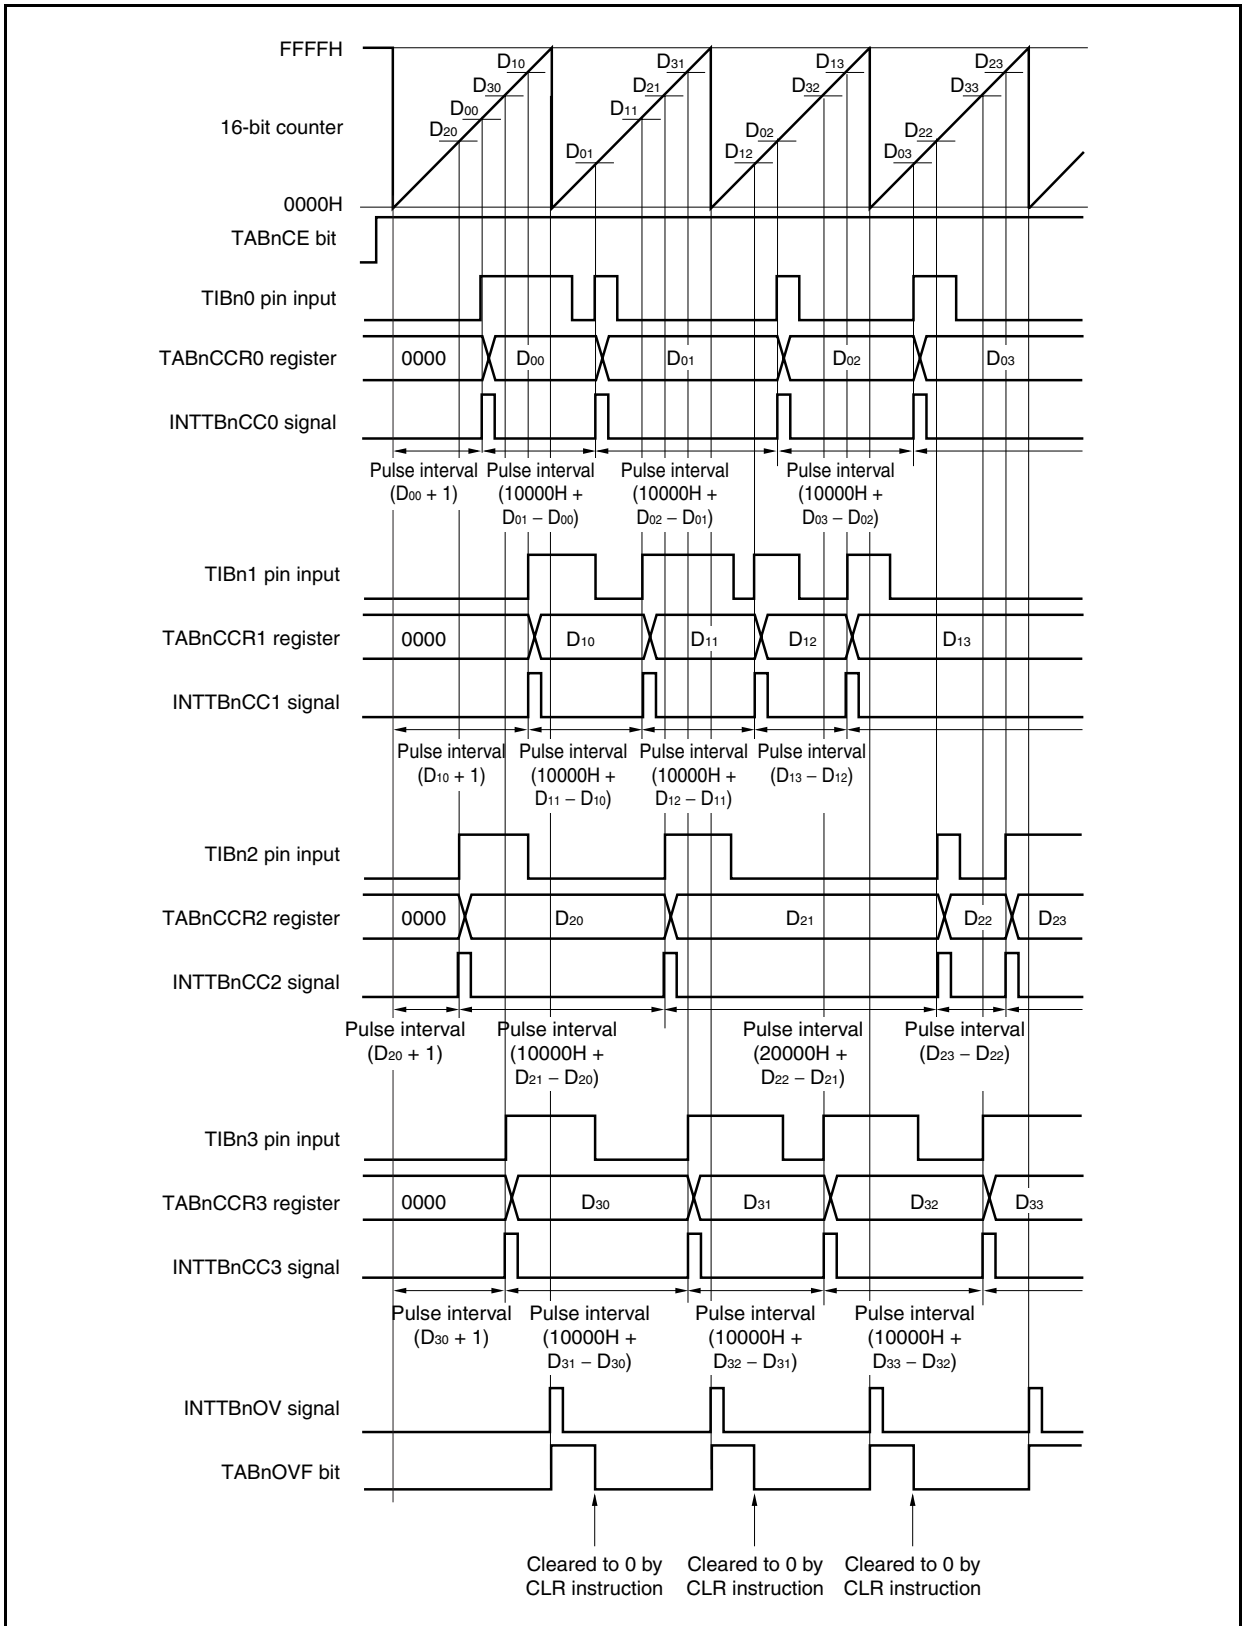 FFFFH
D10
D31
D13
D23
D30
D21
D32
D33
D00
D11
16-bit counter
D20
D02
D22
D01
D12
D03
0000H
TABnCE bit
TIBn0 pin input
TABnCCR0 register
0000
D00
D01
D02
D03
INTTBnCC0 signal
Pulse interval
(D00 + 1)
Pulse interval
(10000H +
D01 – D00)
Pulse interval
(10000H +
D02 – D01)
Pulse interval
(10000H +
D03 – D02)
TIBn1 pin input
TABnCCR1 register
0000
D10
D11
D12
D13
INTTBnCC1 signal
Pulse interval
(D10 + 1)
Pulse interval
(10000H +
D11 – D10)
Pulse interval
(10000H +
D12 – D11)
Pulse interval
(D13 – D12)
TIBn2 pin input
TABnCCR2 register
0000
D20
D21
D22
D23
INTTBnCC2 signal
Pulse interval
(D20 + 1)
Pulse interval
(10000H +
D21 – D20)
Pulse interval
(20000H +
D22 – D21)
Pulse interval
(D23 – D22)
TIBn3 pin input
TABnCCR3 register
0000
D30
D31
D32
D33
INTTBnCC3 signal
Pulse interval
(D30 + 1)
Pulse interval
(10000H +
D31 – D30)
Pulse interval
(10000H +
D32 – D31)
Pulse interval
(10000H +
D33 – D32)
INTTBnOV signal
TABnOVF bit
Cleared to 0 by
CLR instruction
Cleared to 0 by
CLR instruction
Cleared to 0 by
CLR instruction